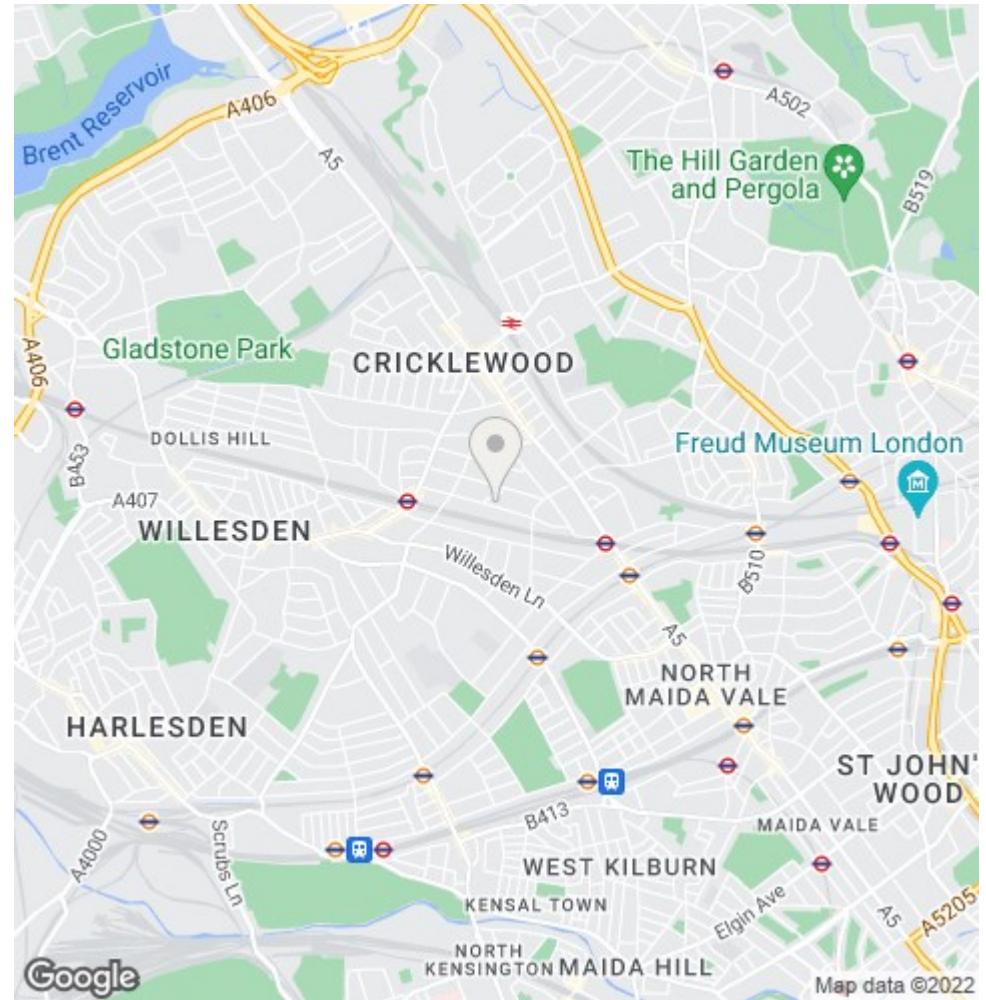 A502
Brent Reservoir
A406
A5
The Hill Garden
and Pergola
B519
Gladstone Park
A406
CRICKLEWOOD
DOLLIS HILL
B453
Freud Museum London
M
A407
WILLESDEN
Willesden Ln
B510
A5
NORTH
MAIDA VALE
HARLESDEN
ST JOHN'
WOOD
B413
MAIDA VALE
A4000
Scrubs Ln
WEST KILBURN
KENSAL TOWN
Elgin Ave
A5
A5205
NORTH
KENSINGTON
MAIDA HILL
Google
Map data ©2022